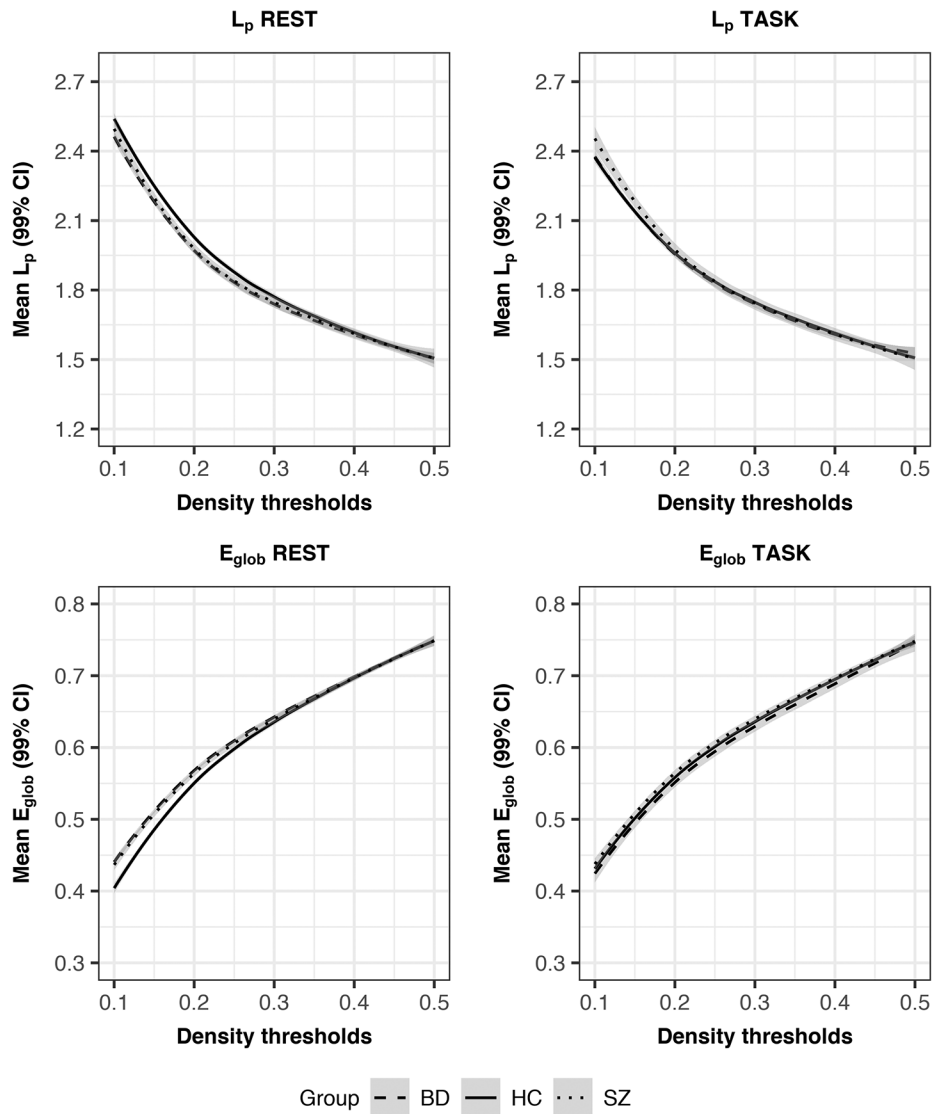 Lp REST
Lp TASK
2.7
2.4
2.1
1.8
1.5
1.2
Mean Lp (99% CI)
0.1 0.2 0.3 0.4 0.5
Density thresholds
2.7
2.4
2.1
1.8
1.5
1.2
Mean Lp (99% CI)
0.1 0.2 0.3 0.4 0.5
Density thresholds
Eglob REST
Eglob TASK
0.8
0.7
0.6
0.5
0.4
0.3
Mean Eglob (99% CI)
0.1 0.2 0.3 0.4 0.5
Density thresholds
0.8
0.7
0.6
0.5
0.4
0.3
Mean Eglob (99% CI)
0.1 0.2 0.3 0.4 0.5
Density thresholds
Group BD HC SZ